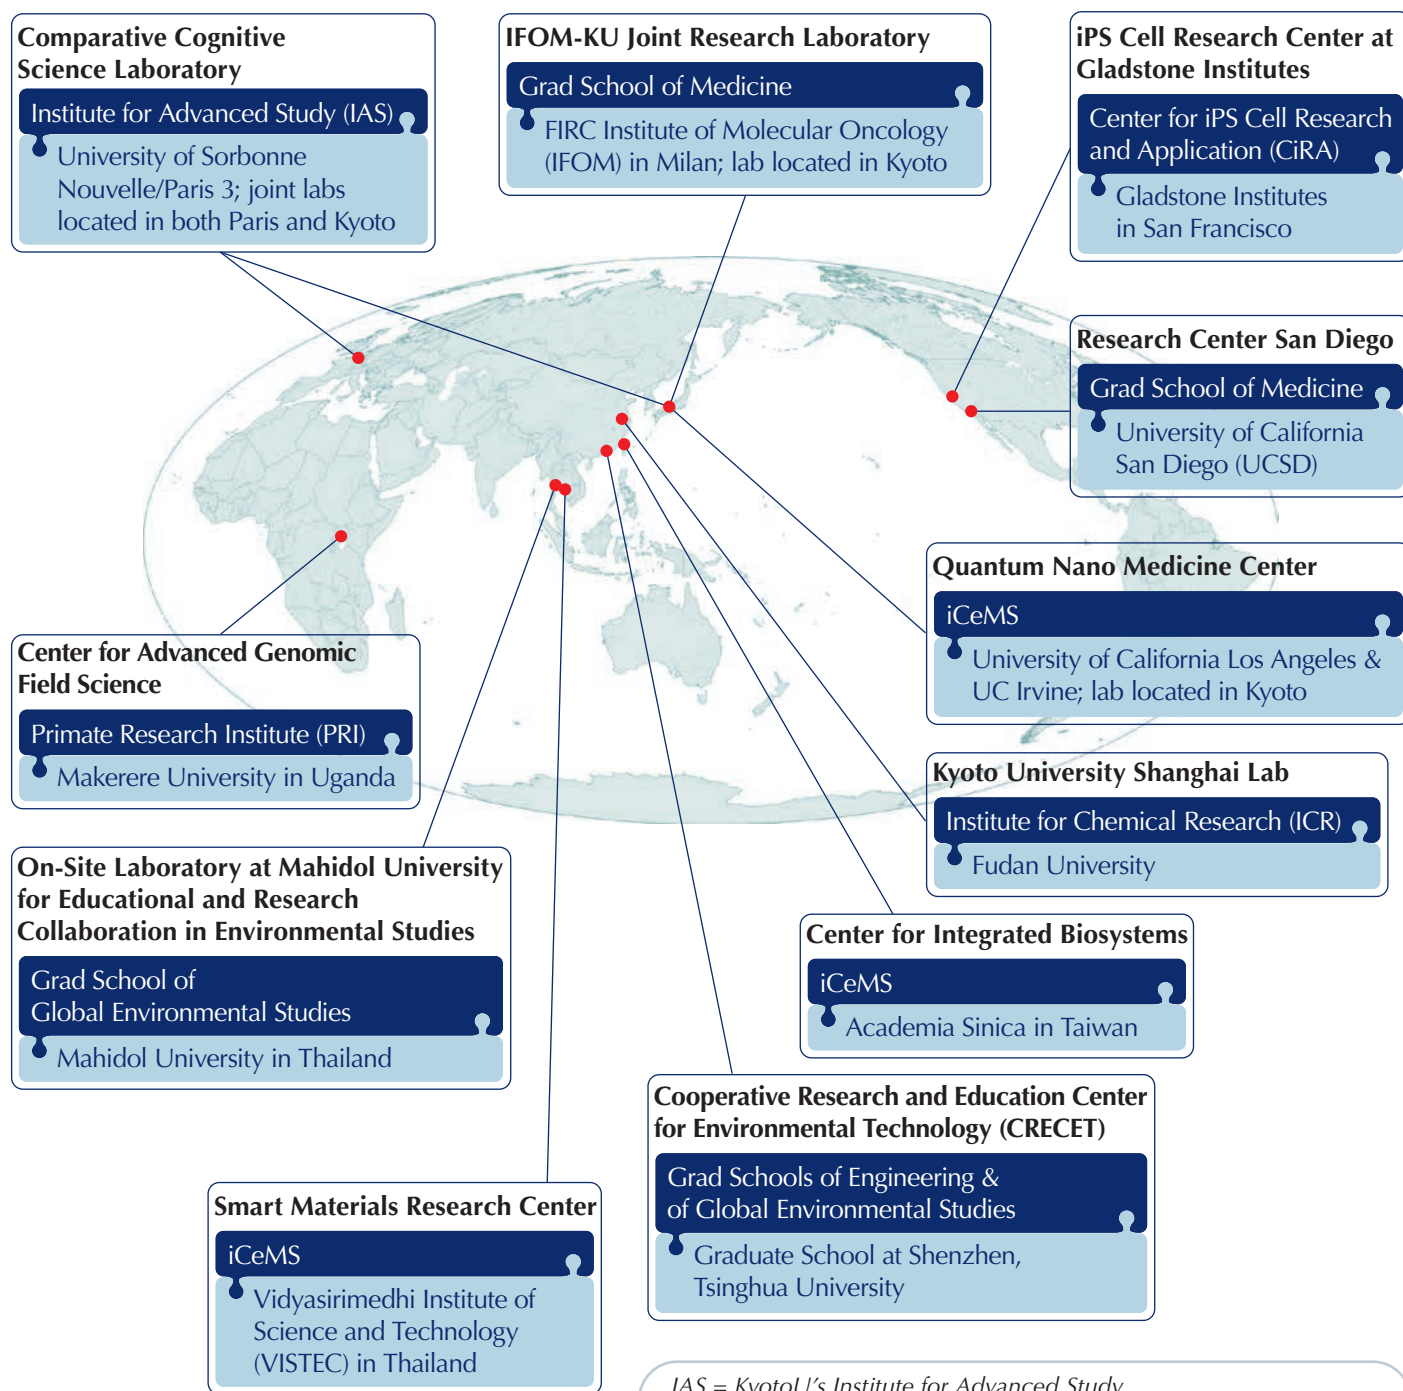 Comparative Cognitive
Science Laboratory
Institute for Advanced Study (IAS)
University of Sorbonne
Nouvelle/Paris 3; joint labs
located in both Paris and Kyoto
IFOM-KU Joint Research Laboratory
Grad School of Medicine
FIRC Institute of Molecular Oncology
(IFOM) in Milan; lab located in Kyoto
iPS Cell Research Center at
Gladstone Institutes
Center for iPS Cell Research
and Application (CiRA)
Gladstone Institutes
in San Francisco
Research Center San Diego
Grad School of Medicine
University of California
San Diego (UCSD)
Quantum Nano Medicine Center
iCeMS
University of California Los Angeles &
UC Irvine; lab located in Kyoto
Center for Advanced Genomic
Field Science
Primate Research Institute (PRI)
Makerere University in Uganda
Kyoto University Shanghai Lab
Institute for Chemical Research (ICR)
Fudan University
On-Site Laboratory at Mahidol University
for Educational and Research
Collaboration in Environmental Studies
Grad School of
Global Environmental Studies
Mahidol University in Thailand
Center for Integrated Biosystems
iCeMS
Academia Sinica in Taiwan
Cooperative Research and Education Center
for Environmental Technology (CRECET)
Grad Schools of Engineering &
of Global Environmental Studies
Graduate School at Shenzhen,
Tsinghua University
Smart Materials Research Center
iCeMS
Vidyasirimedhi Institute of
Science and Technology
(VISTEC) in Thailand
IAS = KyotoU's Institute for Advanced Study